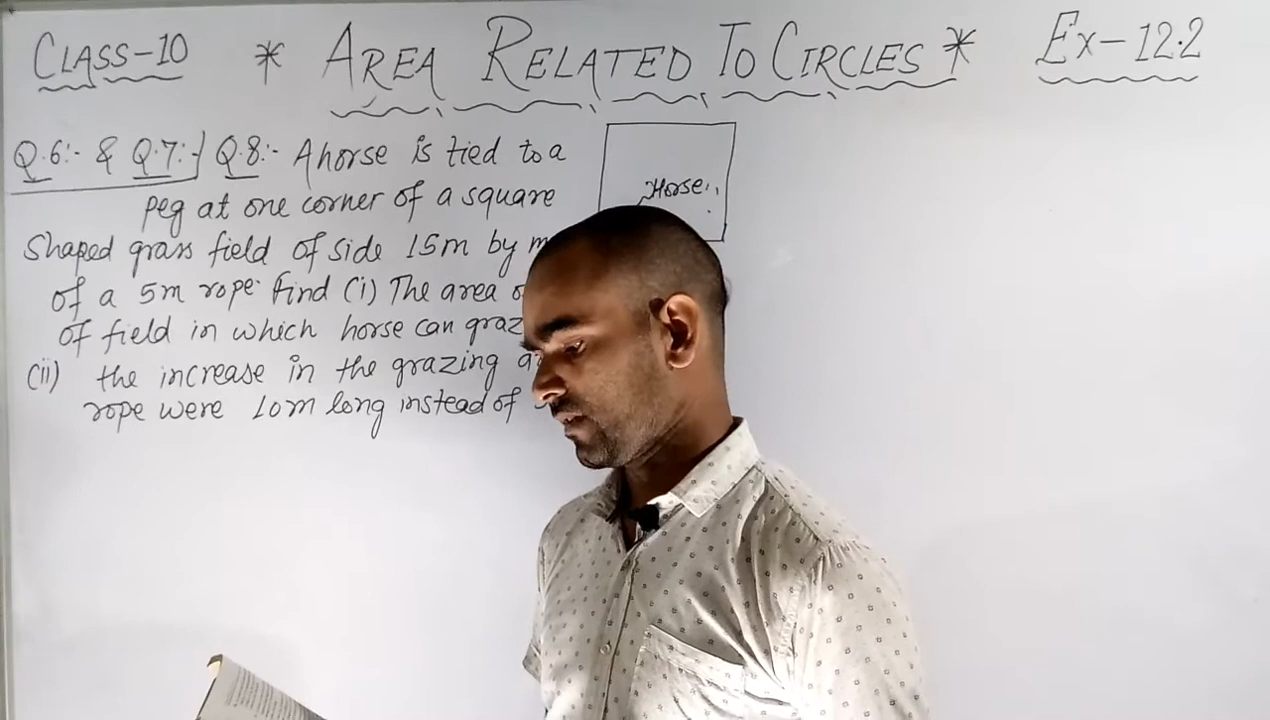 CLASS-10 * AREA RELATED TO CIRCLES * Ex-12.2
Q.6:- & Q.7:- Q.8:- A horse is tied to a
peg at one corner of a square
Shaped grass field of side 15m by
of a 5m rope. Find (i) The area
of field in which horse can
(ii) the increase in the grazing
rope were 10m long instead of
Horse